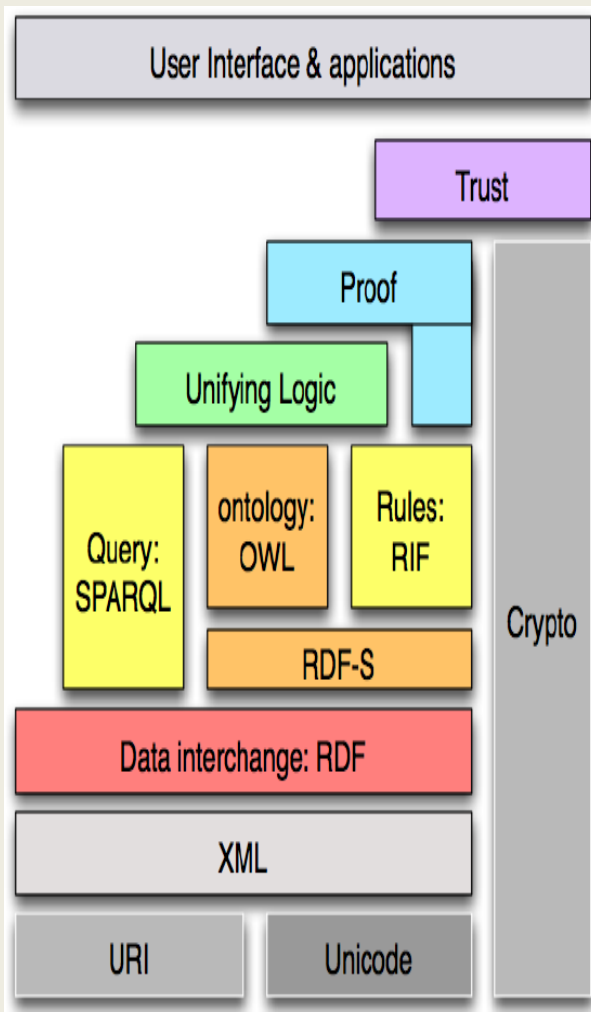 User Interface & applications
Trust
Proof
Unifying Logic
Query:
SPARQL
ontology:
OWL
Rules:
RIF
Crypto
RDF-S
Data interchange: RDF
XML
URI
Unicode